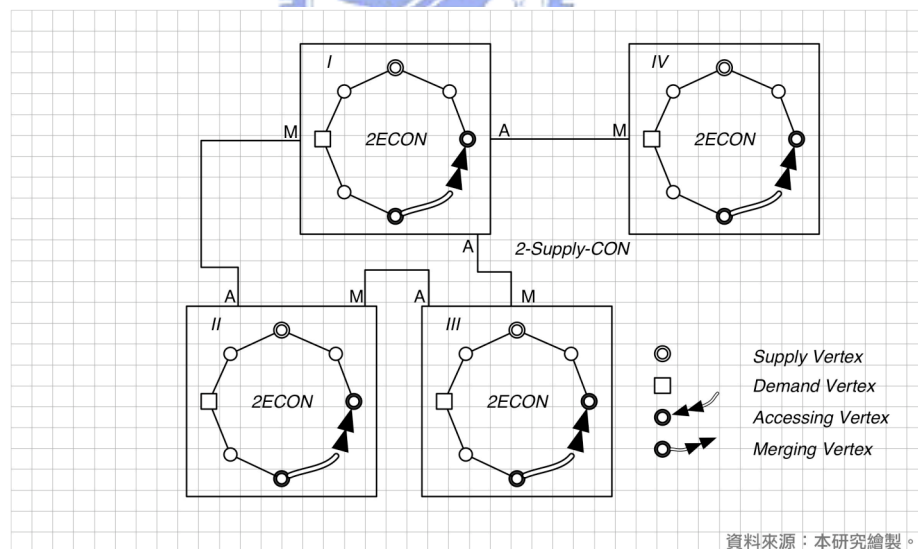 I
IV
2ECON
2ECON
M
A
M
A
2-Supply-CON
A
M
A
M
II
III
2ECON
2ECON
Supply Vertex
Demand Vertex
Accessing Vertex
Merging Vertex
資料來源：本研究繪製。